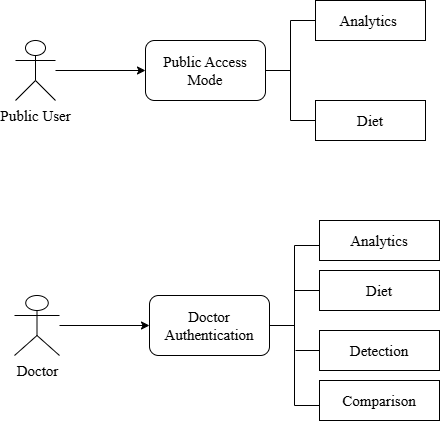 Analytics
Public Access
Mode
Public User
Diet
Analytics
Diet
Doctor
Authentication
Doctor
Detection
Comparison